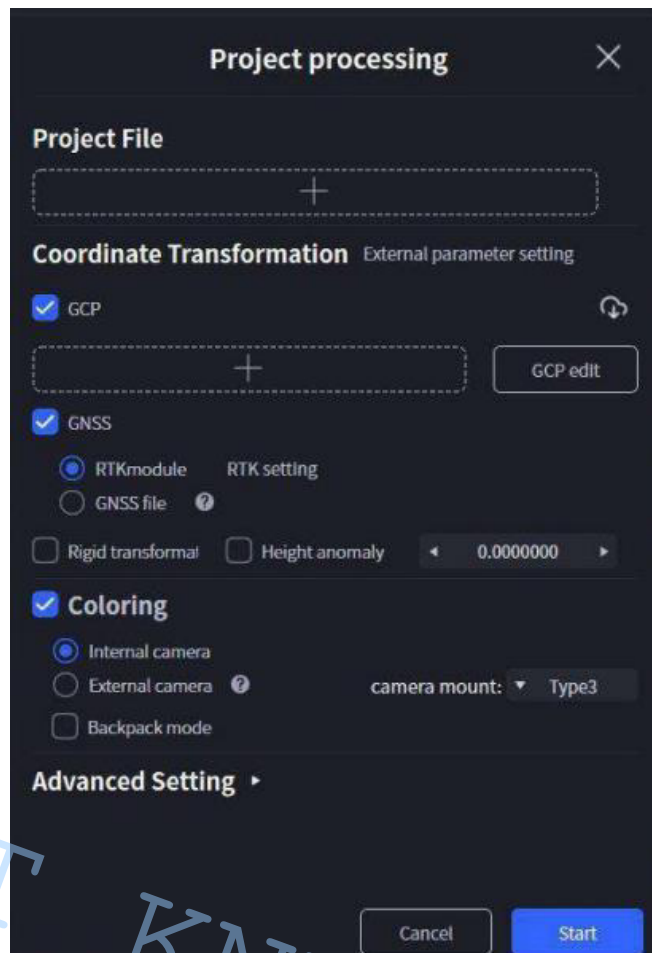 Project processing
Project File
Coordinate Transformation External parameter setting
GCP
GCP edit
GNSS
RTKmodule RTK setting
GNSS file ?
Rigid transformat Height anomaly 0.0000000
Coloring
Internal camera
External camera ? camera mount: Type3
Backpack mode
Advanced Setting
Cancel Start